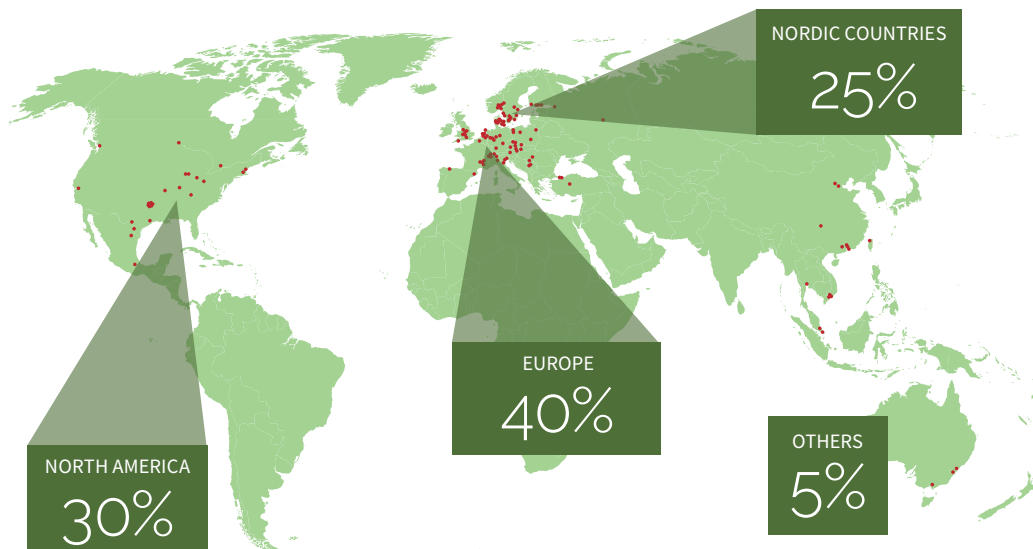 NORDIC COUNTRIES
25%
EUROPE
40%
NORTH AMERICA
30%
OTHERS
5%